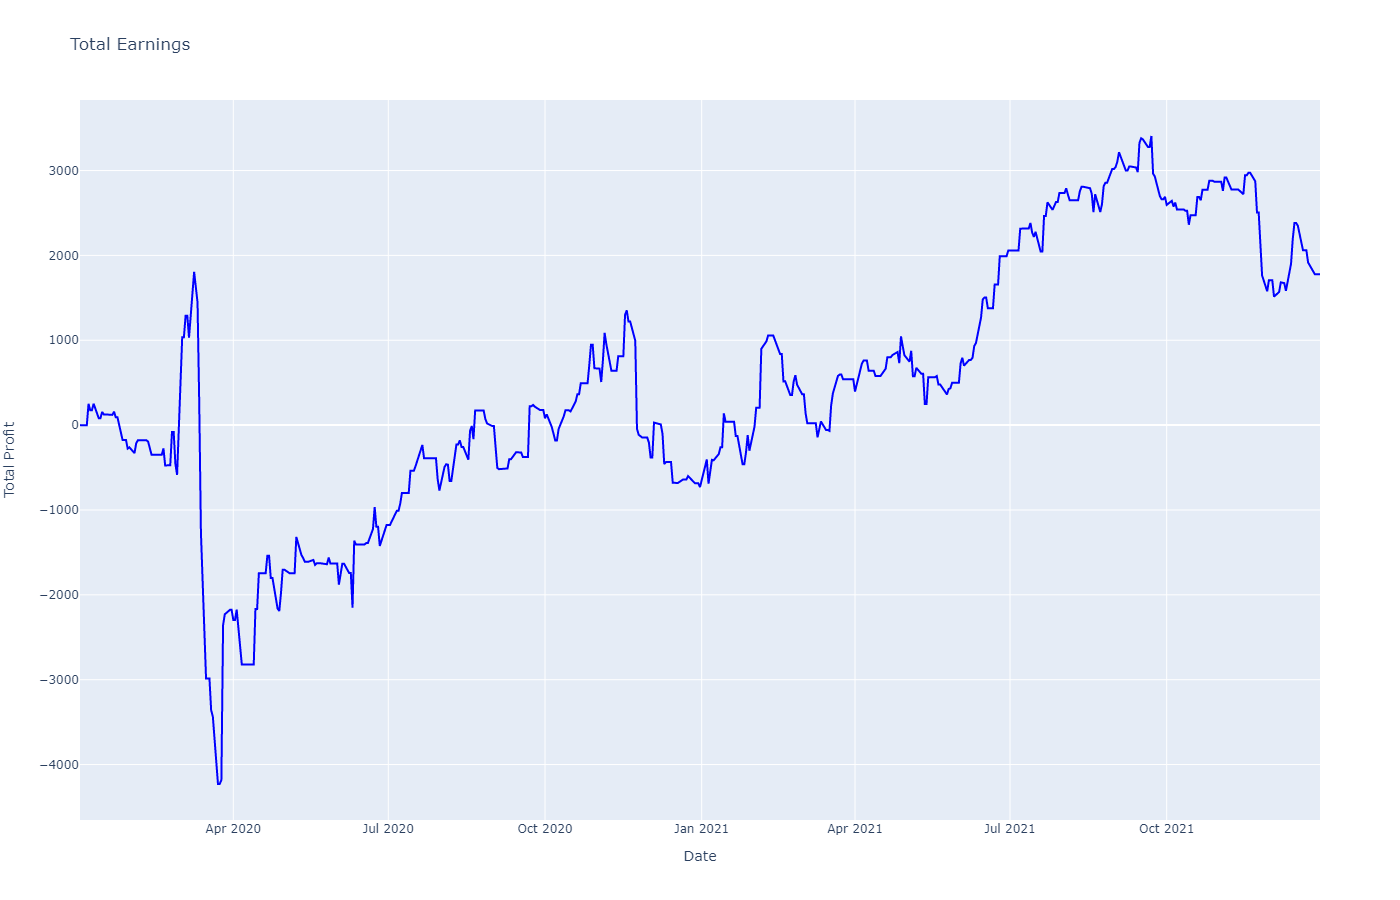 Total Earnings
Total Profit
3000
2000
1000
0
−1000
−2000
−3000
−4000
Apr 2020
Jul 2020
Oct 2020
Jan 2021
Apr 2021
Jul 2021
Oct 2021
Date